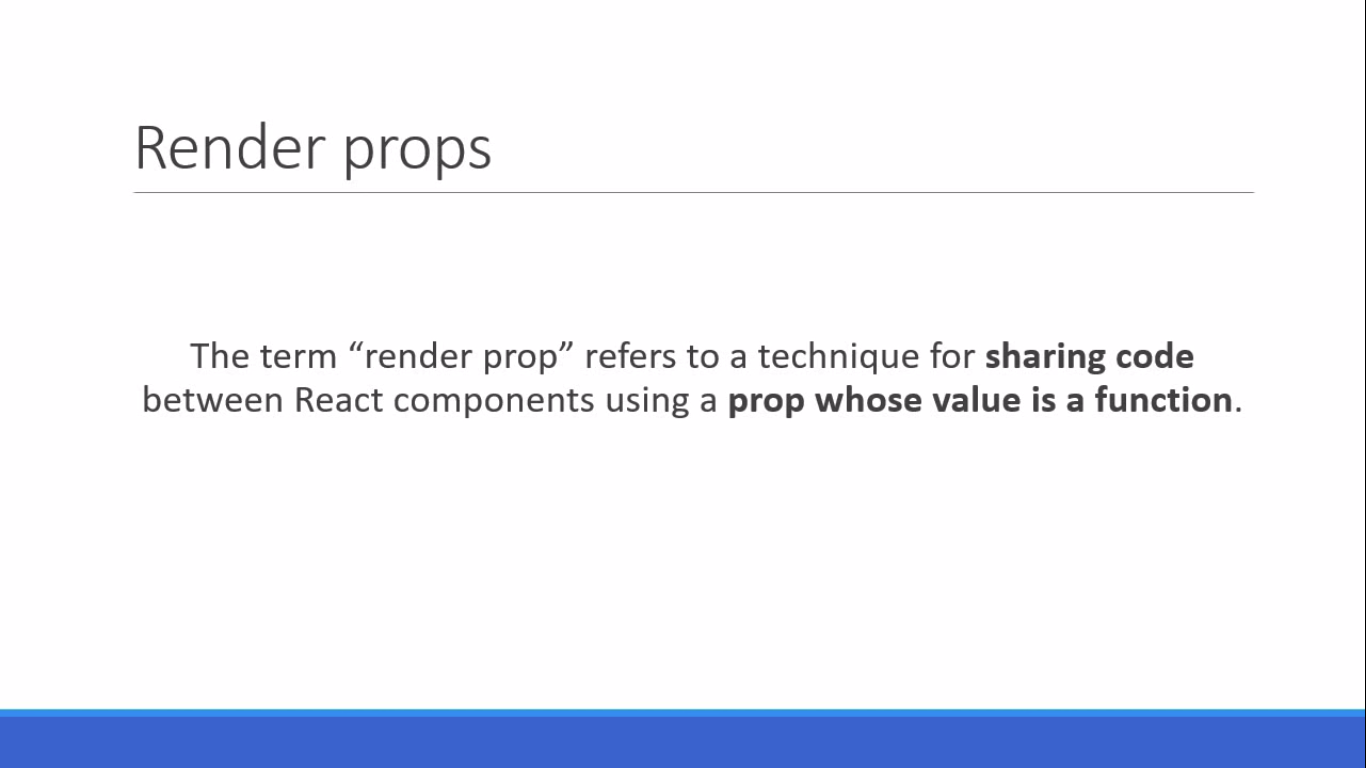 Render props
The term “render prop” refers to a technique for sharing code
between React components using a prop whose value is a function.